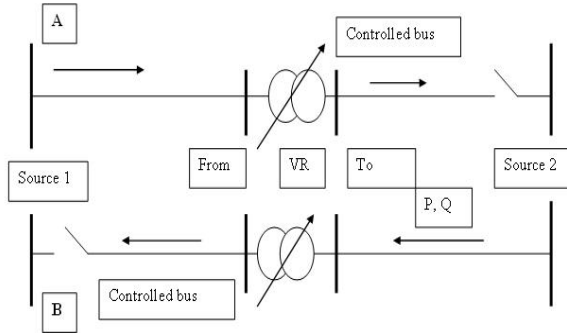 A
Controlled bus
Source 1
From
VR
To
Source 2
P, Q
Controlled bus
B